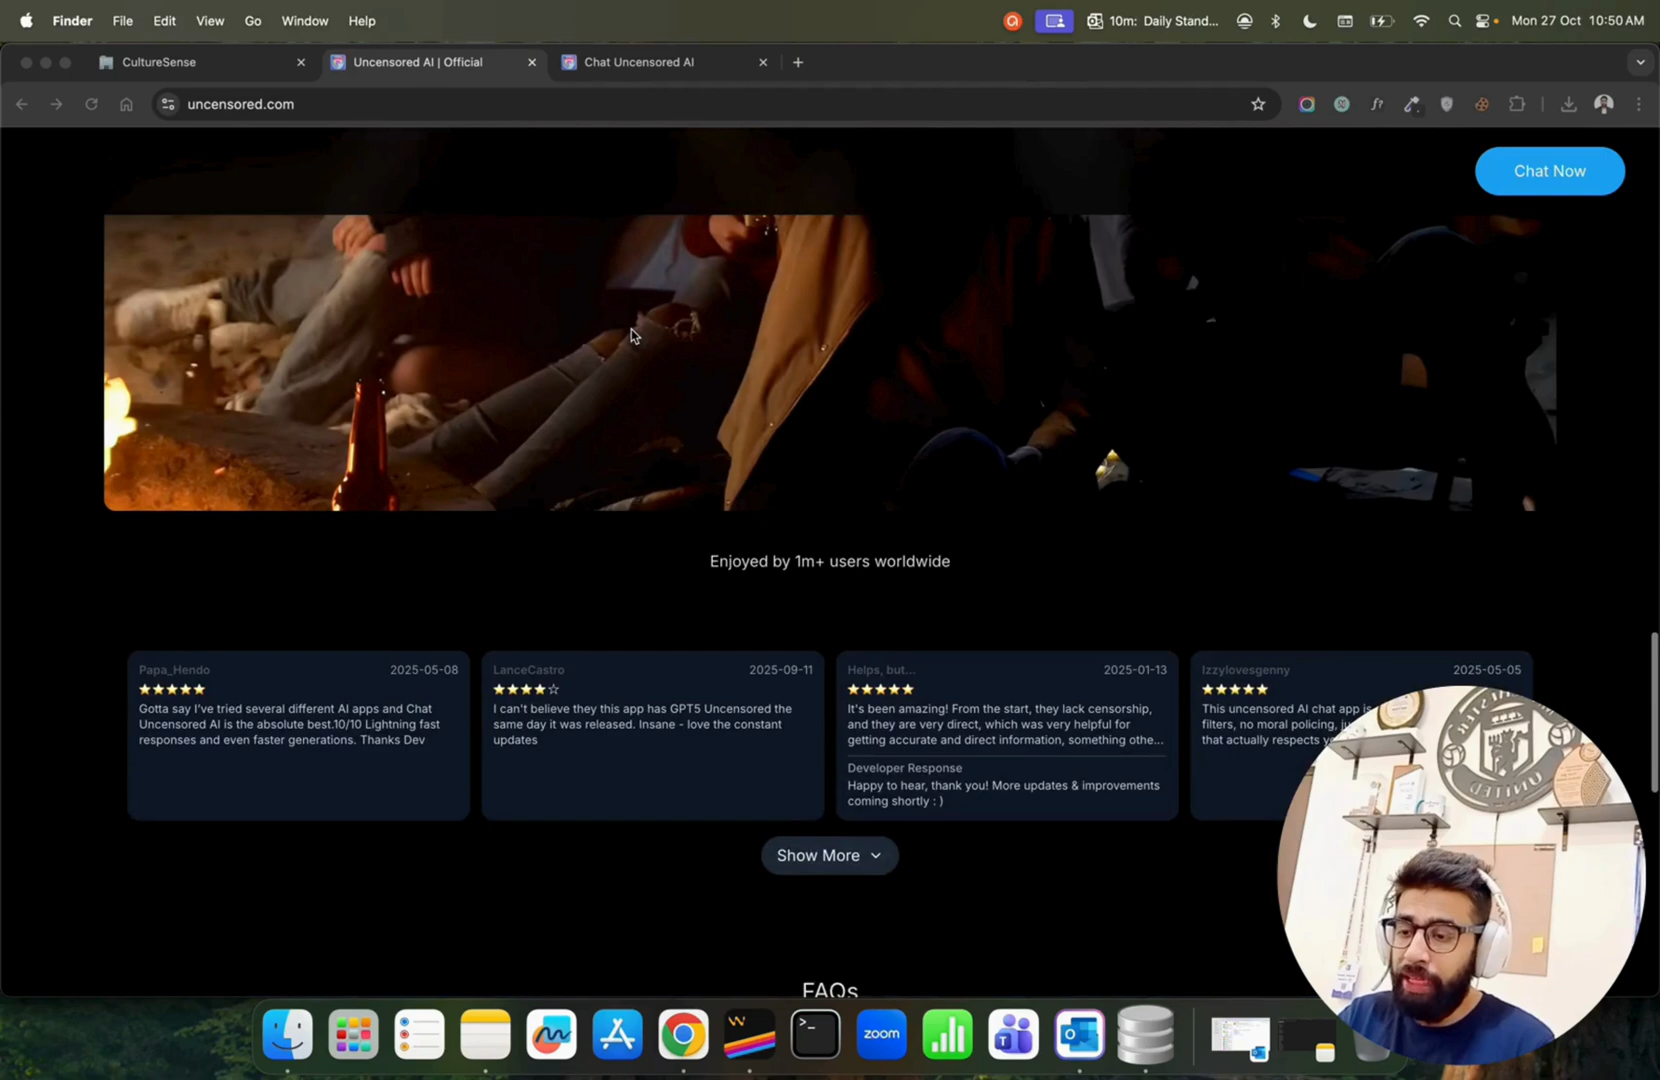 Finder File Edit View Go Window Help
10m: Daily Stand... Mon 27 Oct 10:50 AM
CultureSense
Uncensored AI | Official
Chat Uncensored AI
uncensored.com
Chat Now
Enjoyed by 1m+ users worldwide
Papa_Hendo 2025-05-08
Gotta say I've tried several different AI apps and Chat
Uncensored AI is the absolute best.10/10 Lightning fast
responses and even faster generations. Thanks Dev
LanceCastro 2025-09-11
I can't believe they this app has GPT5 Uncensored the
same day it was released. Insane - love the constant
updates
Helps, but... 2025-01-13
It's been amazing! From the start, they lack censorship,
and they are very direct, which was very helpful for
getting accurate and direct information, something othe...
Developer Response
Happy to hear, thank you! More updates & improvements
coming shortly : )
Izzylovesgenny 2025-05-05
This uncensored AI chat app is
filters, no moral policing,
that actually respects
Show More
FAQs
zoom
UNITED